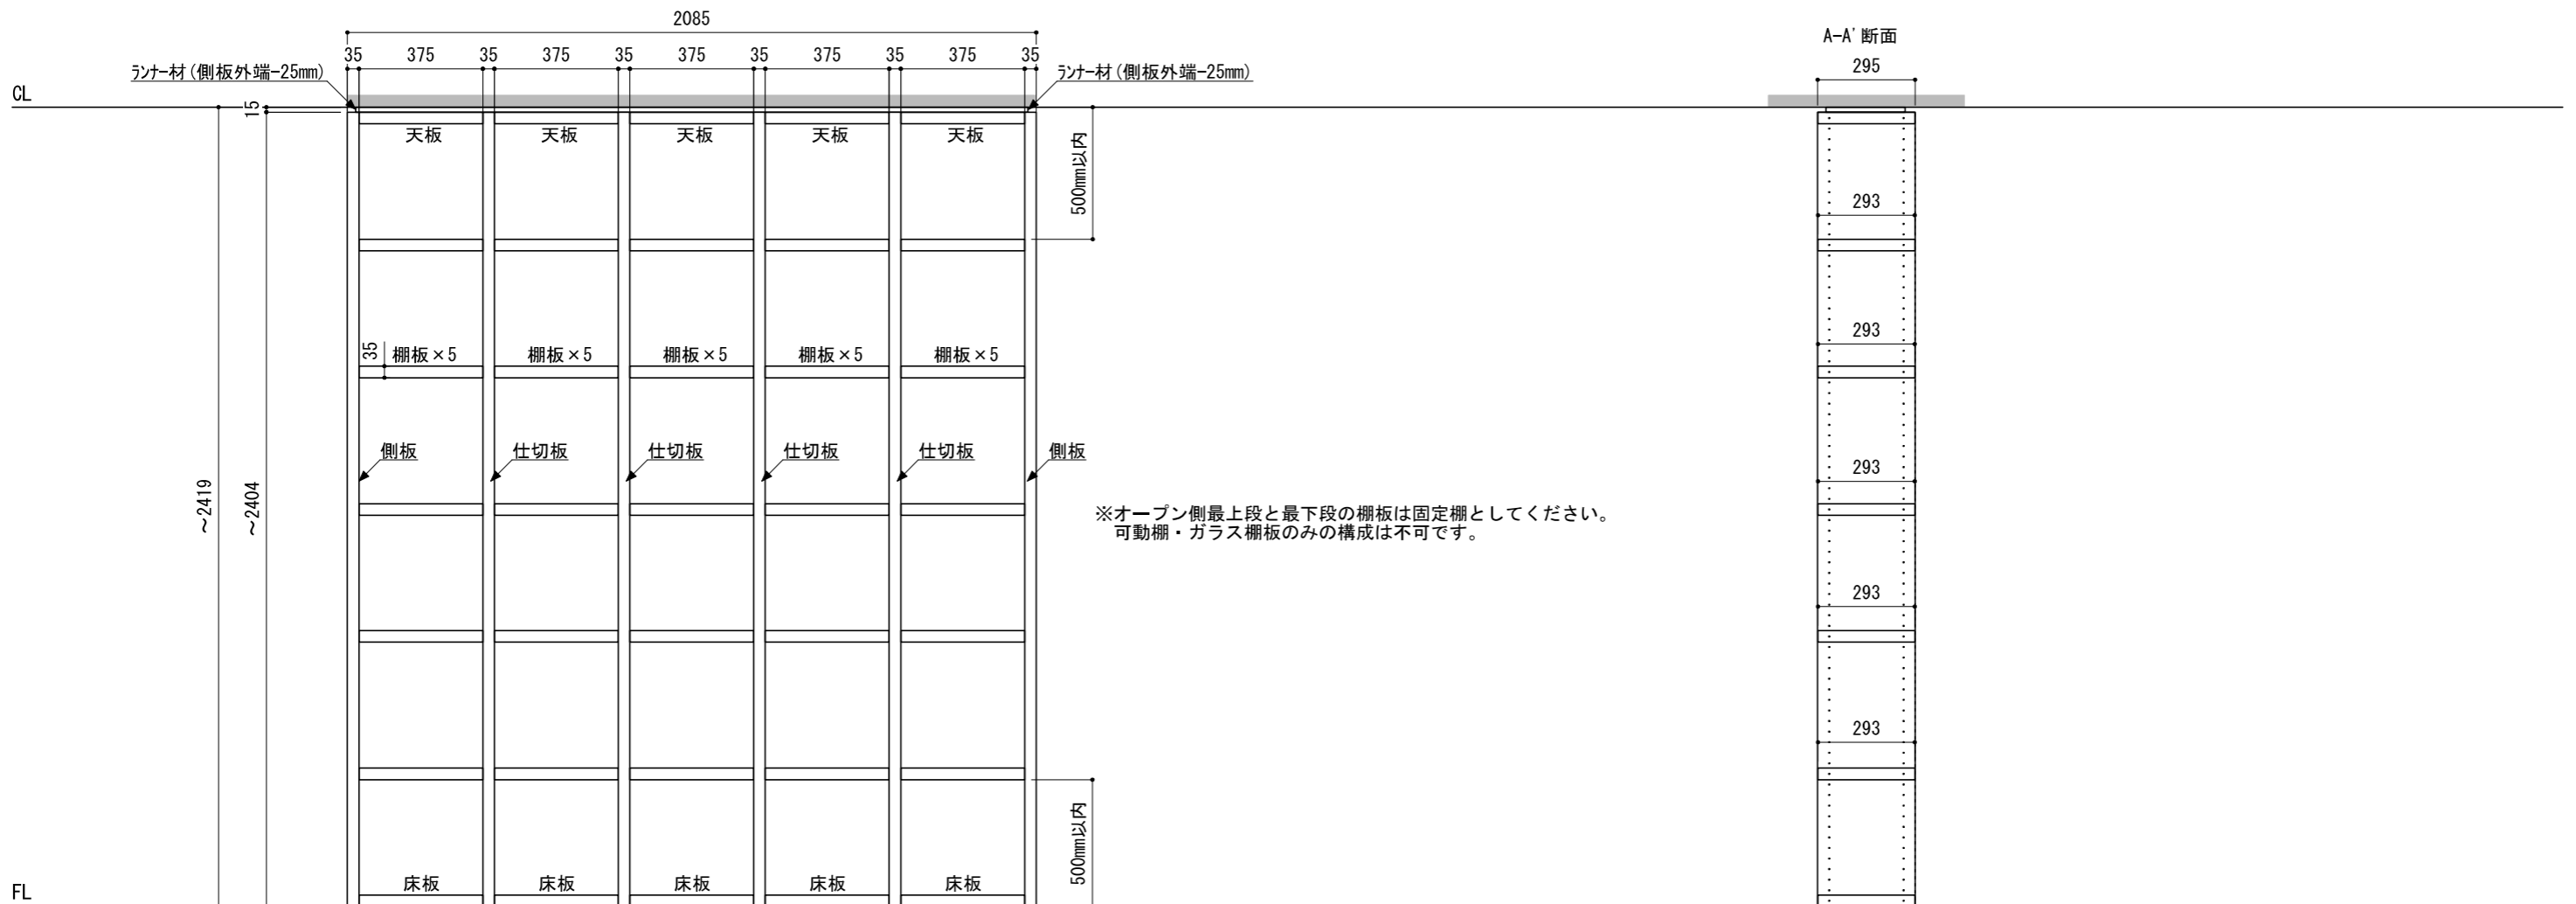 2085
A-A' 断面
35 375 35 375 35 375 35 375 35 375 35
295
ﾗﾝﾅｰ材(側板外端-25mm)
ﾗﾝﾅｰ材(側板外端-25mm)
CL
15
天板 天板 天板 天板 天板
500mm以内
293
293
35
棚板×5 棚板×5 棚板×5 棚板×5 棚板×5
側板 仕切板 仕切板 仕切板 仕切板 側板
293
～2419
～2404
※オープン側最上段と最下段の棚板は固定棚としてください。
可動棚・ガラス棚板のみの構成は不可です。
293
293
500mm以内
床板 床板 床板 床板 床板
FL